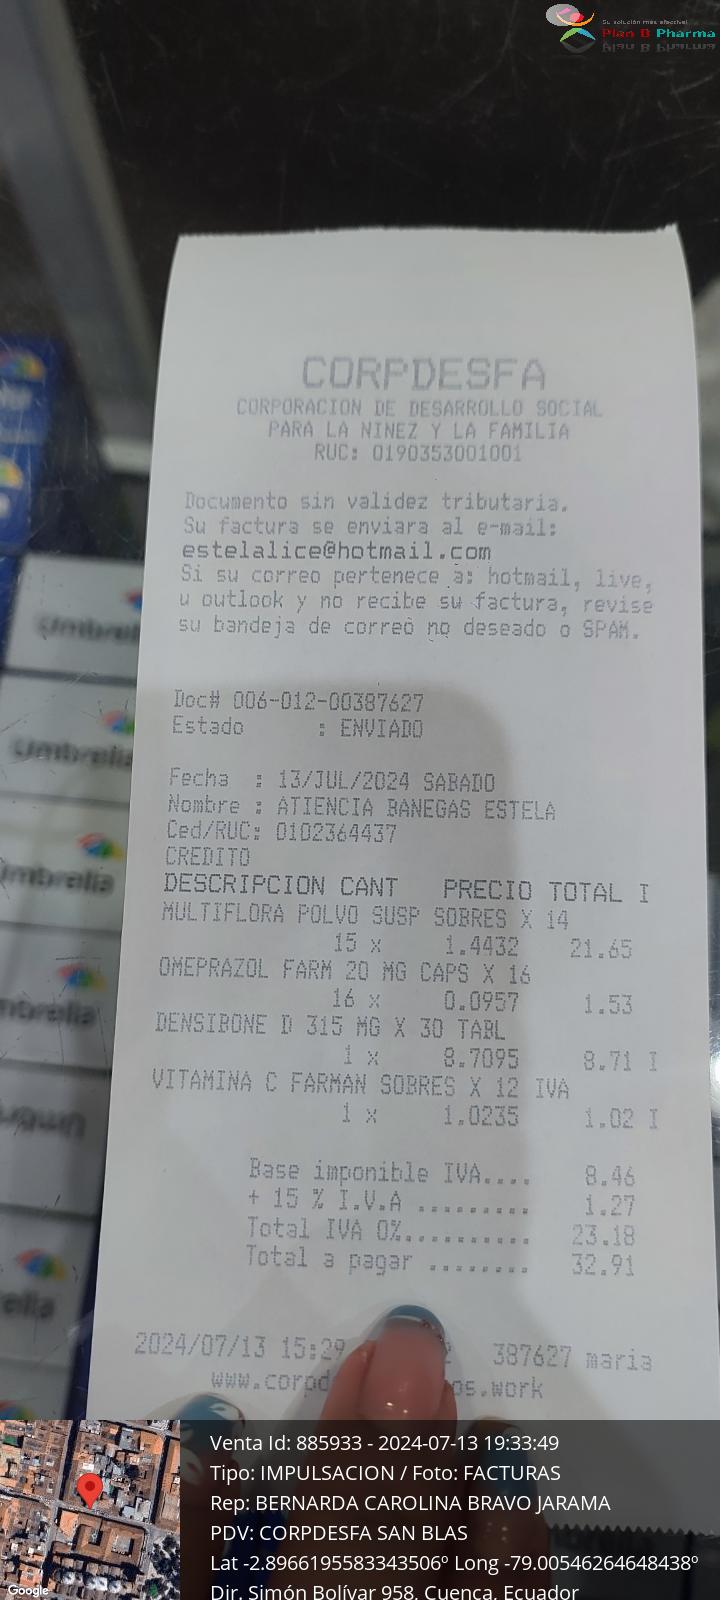 Su solución más efectiva!
Plan B Pharma
CORPDESFA
CORPORACION DE DESARROLLO SOCIAL
PARA LA NINEZ Y LA FAMILIA
RUC: 0190353001001
Documento sin validez tributaria.
Su factura se enviara al e-mail:
estelalice@hotmail.com
Si su correo pertenece a: hotmail, live,
u outlook y no recibe su factura, revise
su bandeja de correo no deseado o SPAM.
Doc# 006-012-00387627
Estado : ENVIADO
Fecha : 13/JUL/2024 SABADO
Nombre : ATIENCIA BANEGAS ESTELA
Ced/RUC: 0102364437
CREDITO
DESCRIPCION CANT PRECIO TOTAL I
MULTIFLORA POLVO SUSP SOBRES X 14
15 x 1.4432 21.65
OMEPRAZOL FARM 20 MG CAPS X 16
16 x 0.0957 1.53
DENSIBONE D 315 MG X 30 TABL
1 x 8.7095 8.71 I
VITAMINA C FARMAN SOBRES X 12 IVA
1 x 1.0235 1.02 I
Base imponible IVA.... 8.46
+ 15 % I.V.A ......... 1.27
Total IVA 0%.......... 23.18
Total a pagar ........ 32.91
2024/07/13 15:29 387627 maria
www.corpd os.work
Umbrella
Umbrella
Umbrella
Umbrella
Venta Id: 885933 - 2024-07-13 19:33:49
Tipo: IMPULSACION / Foto: FACTURAS
Rep: BERNARDA CAROLINA BRAVO JARAMA
PDV: CORPDESFA SAN BLAS
Lat -2.8966195583343506º Long -79.00546264648438º
Dir. Simón Bolívar 958, Cuenca, Ecuador
Google